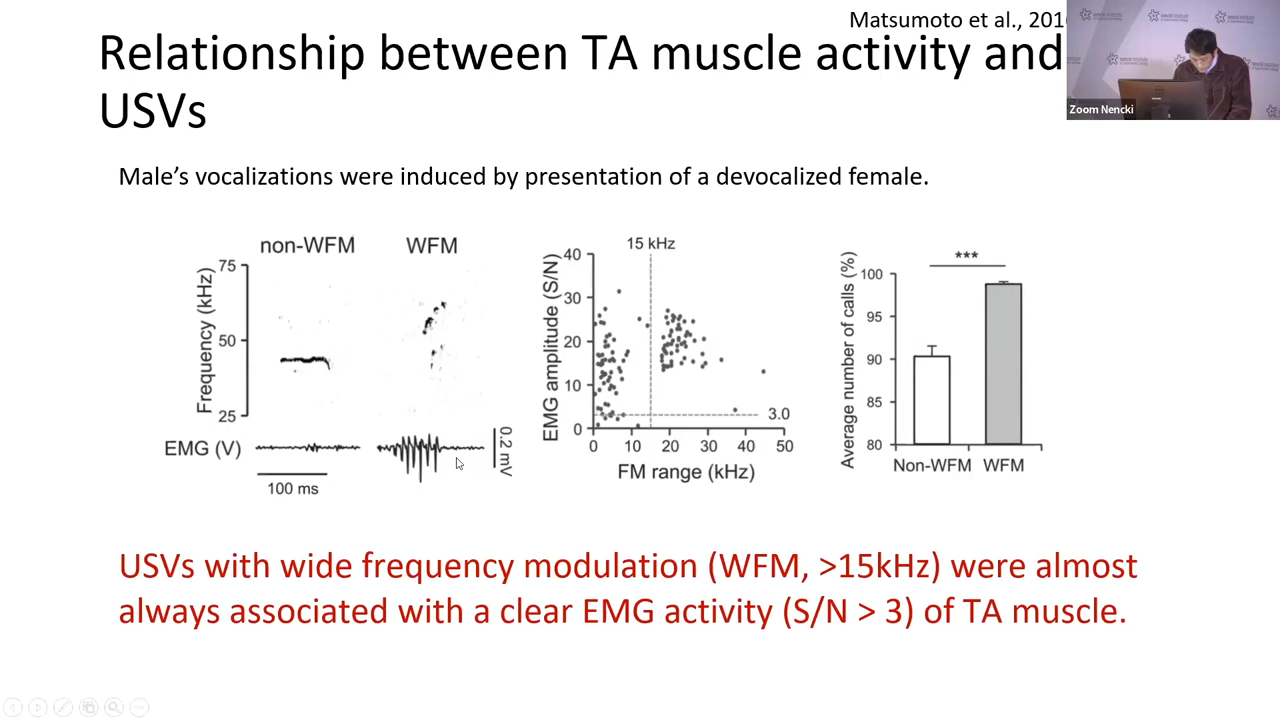 Matsumoto et al., 201
Relationship between TA muscle activity and
USVs
Zoom Nencki
Male's vocalizations were induced by presentation of a devocalized female.
non-WFM WFM
Frequency (kHz)
75
50
25
EMG (V)
0.2 mV
100 ms
15 kHz
EMG amplitude (S/N)
40
30
20
10
0
3.0
0 10 20 30 40 50
FM range (kHz)
***
Average number of calls (%)
100
95
90
85
80
Non-WFM WFM
USVs with wide frequency modulation (WFM, >15kHz) were almost
always associated with a clear EMG activity (S/N > 3) of TA muscle.